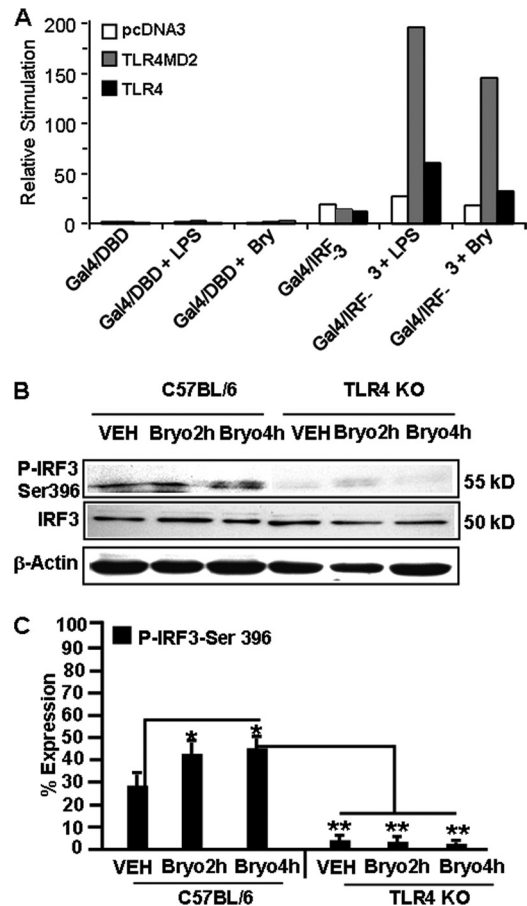 A
200
150
100
50
0
Relative Stimulation
pcDNA3
TLR4MD2
TLR4
Gal4/DBD
Gal4/DBD + LPS
Gal4/DBD + Bry
Gal4/IRF
-3
Gal4/IRF- 3 + LPS
Gal4/IRF- 3 + Bry
B
C57BL/6 TLR4 KO
VEH Bryo2h Bryo4h VEH Bryo2h Bryo4h
P-IRF3
Ser396
55 kD
IRF3
50 kD
β-Actin
C
100
90
80
70
60
50
40
30
20
10
0
% Expression
P-IRF3-Ser 396
* *
** ** **
VEH Bryo2h Bryo4h VEH Bryo2h Bryo4h
C57BL/6 TLR4 KO